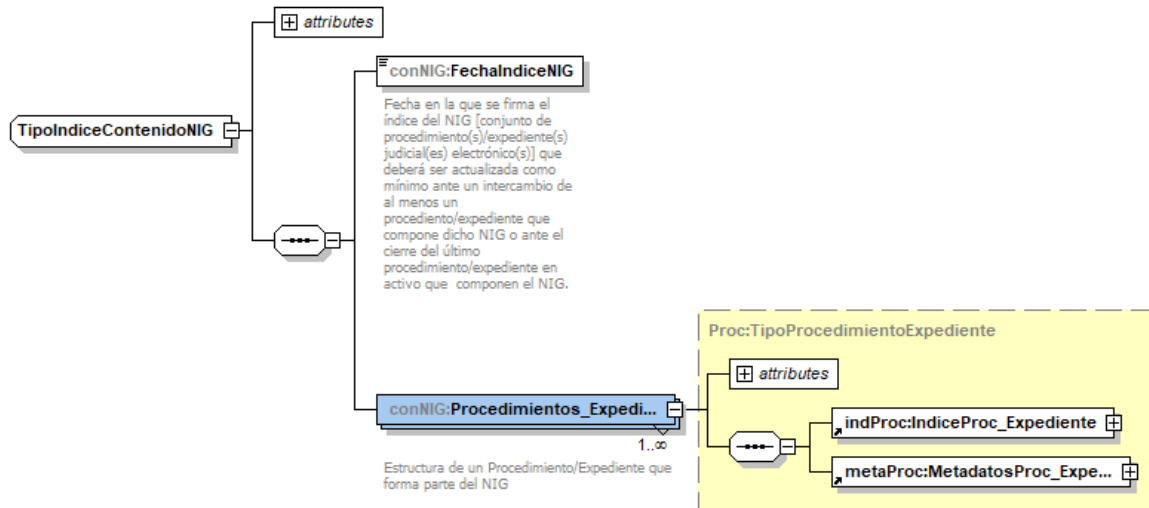 attributes
conNIG:FechaIndiceNIG
Fecha en la que se firma el
índice del NIG [conjunto de
procedimiento(s)/expediente(s)
judicial(es) electrónico(s)] que
deberá ser actualizada como
mínimo ante un intercambio de
al menos un
procediento/expediente que
compone dicho NIG o ante el
cierre del último
procedimiento/expediente en
activo que componen el NIG.
TipoIndiceContenidoNIG
Proc:TipoProcedimientoExpediente
attributes
conNIG:Procedimientos_Expedi...
1..∞
Estructura de un Procedimiento/Expediente que
forma parte del NIG
indProc:IndiceProc_Expediente
metaProc:MetadatosProc_Expe...